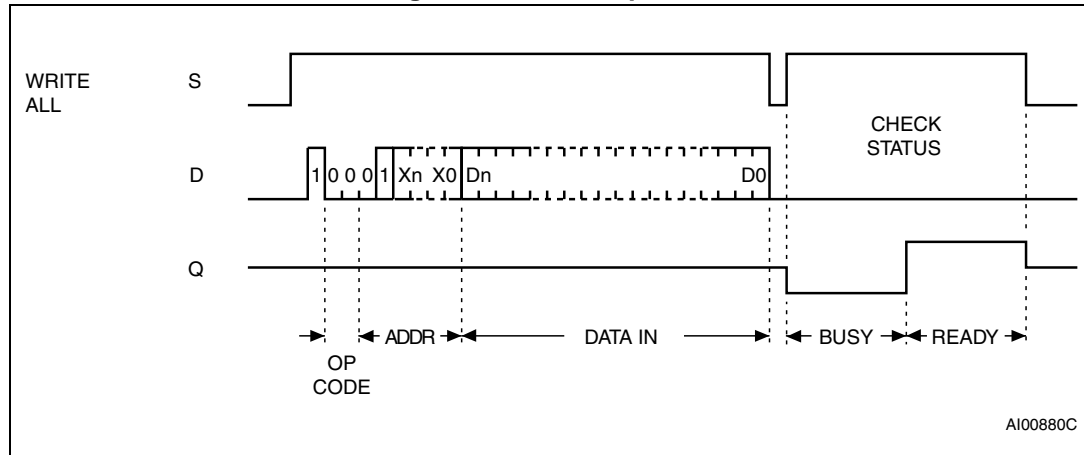 WRITE
ALL
S
CHECK
STATUS
D
1 0 0 0 1 Xn X0 Dn D0
Q
ADDR DATA IN BUSY READY
OP
CODE
AI00880C